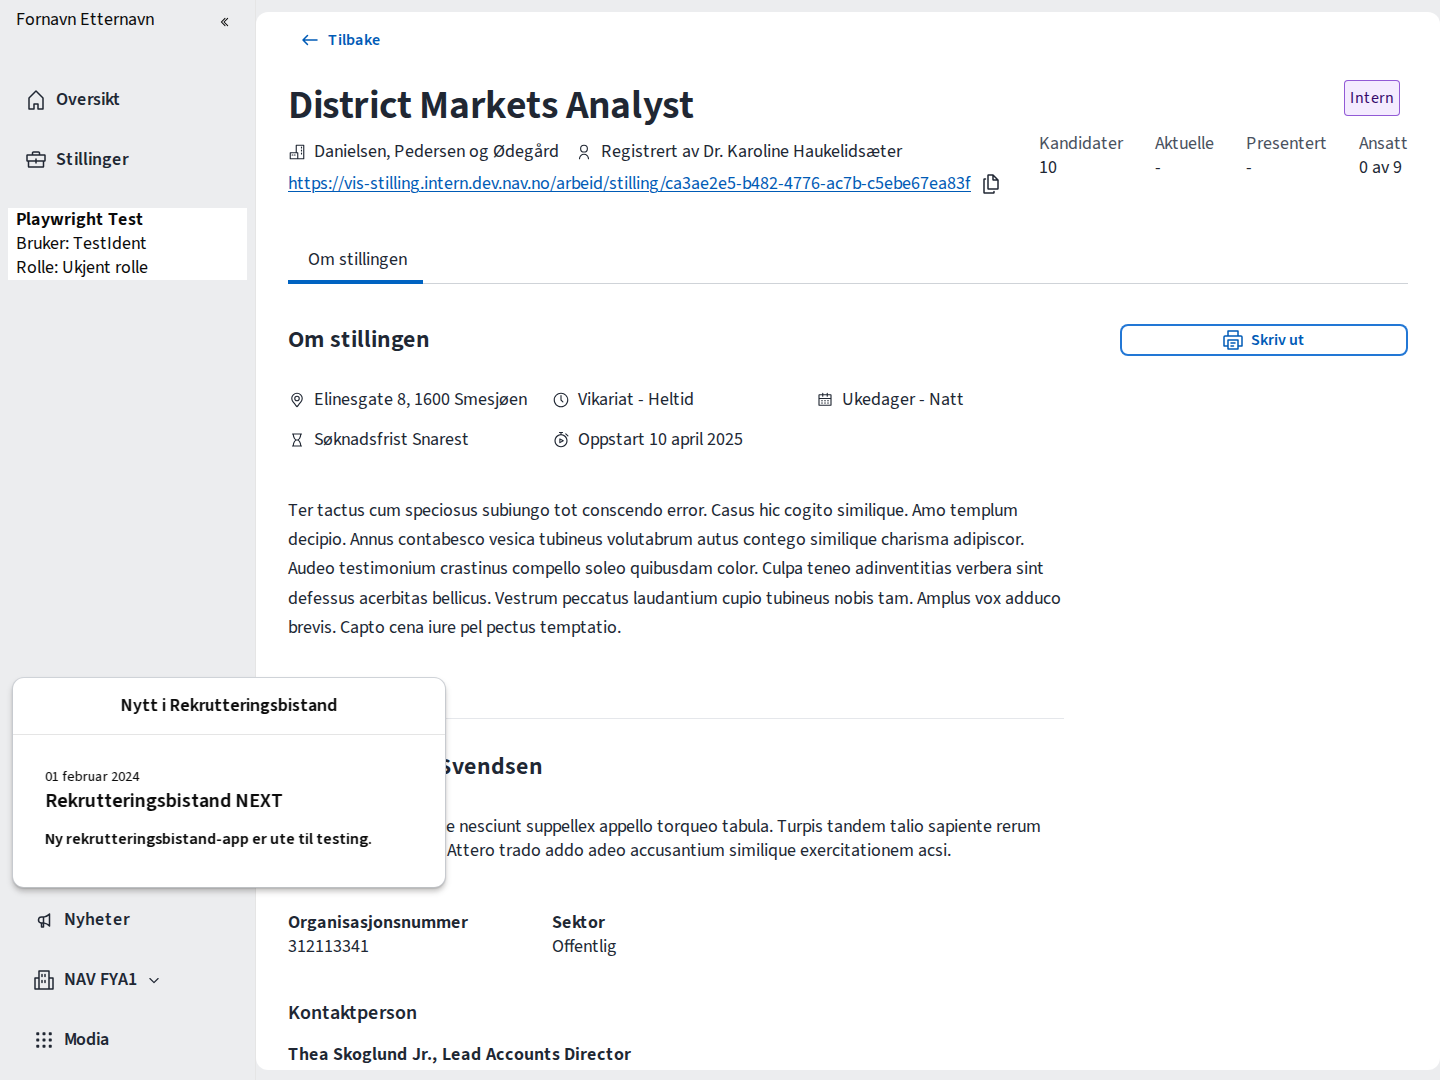 Fornavn Etternavn
Oversikt
Stillinger
Playwright Test
Bruker: TestIdent
Rolle: Ukjent rolle
Tilbake
District Markets Analyst
Intern
Danielsen, Pedersen og Ødegård
Registrert av Dr. Karoline Haukelidsæter
https://vis-stilling.intern.dev.nav.no/arbeid/stilling/ca3ae2e5-b482-4776-ac7b-c5ebe67ea83f
Kandidater
10
Aktuelle
-
Presentert
-
Ansatt
0 av 9
Om stillingen
Om stillingen
Skriv ut
Elinesgate 8, 1600 Smesjøen
Vikariat - Heltid
Ukedager - Natt
Søknadsfrist Snarest
Oppstart 10 april 2025
Ter tactus cum speciosus subiungo tot conscendo error. Casus hic cogito similique. Amo templum
decipio. Annus contabesco vesica tubineus volutabrum autus contego similique charisma adipiscor.
Audeo testimonium crastinus compello soleo quibusdam color. Culpa teneo adinventitias verbera sint
defessus acerbitas bellicus. Vestrum peccatus laudantium cupio tubineus nobis tam. Amplus vox adduco
brevis. Capto cena iure pel pectus temptatio.
Nytt i Rekrutteringsbistand
01 februar 2024
Rekrutteringsbistand NEXT
Ny rekrutteringsbistand-app er ute til testing.
Svendsen
e nesciunt suppellex appello torqueo tabula. Turpis tandem talio sapiente rerum
Attero trado addo adeo accusantium similique exercitationem acsi.
Organisasjonsnummer
312113341
Sektor
Offentlig
Kontaktperson
Thea Skoglund Jr., Lead Accounts Director
Nyheter
NAV FYA1
Media